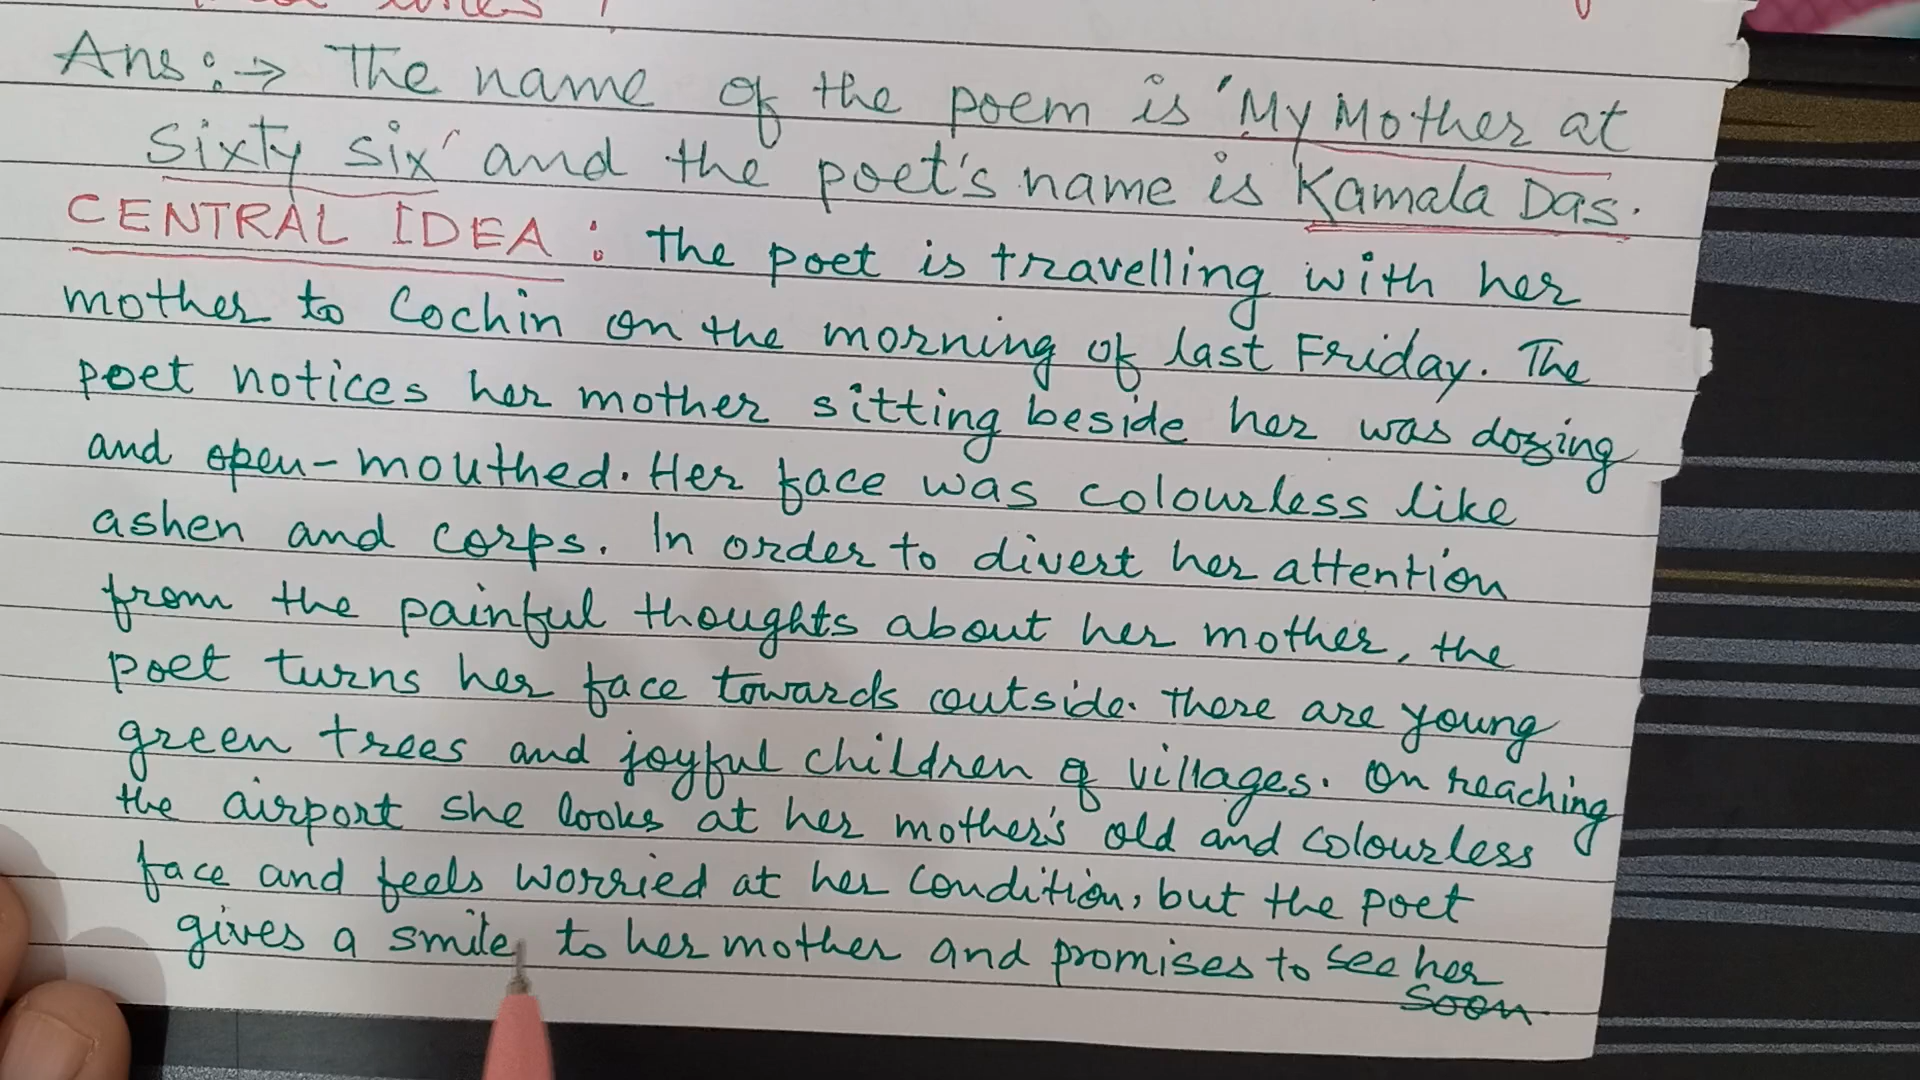 Ans:→ The name of the poem is 'My Mother at
Sixty six' and the poet's name is Kamala Das.
CENTRAL IDEA: the poet is travelling with her
mother to Cochin on the morning of last Friday. The
poet notices her mother sitting beside her was dozing
and open-mouthed. Her face was colourless like
ashen and corps. In order to divert her attention
from the painful thoughts about her mother, the
poet turns her face towards outside. there are young
green trees and joyful children of villages. On reaching
the airport she looks at her mother's old and colourless
face and feels worried at her condition, but the poet
gives a smile to her mother and promises to see her
soon